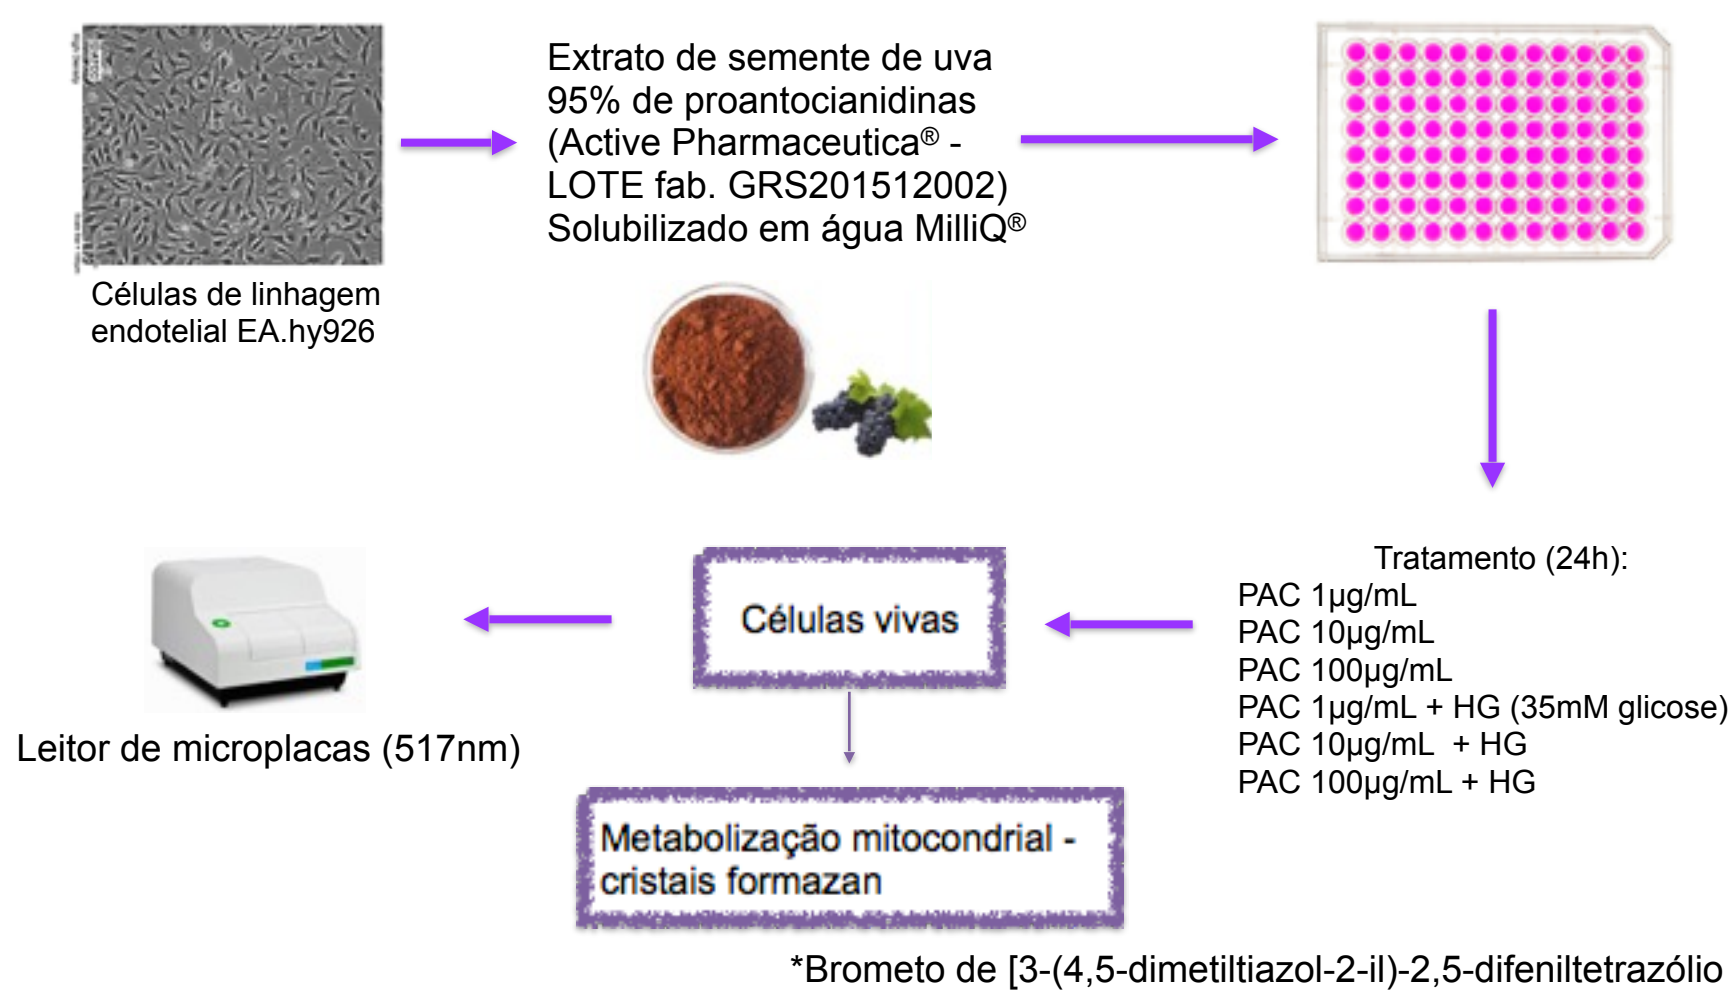 Extrato de semente de uva
95% de proantocianidinas
(Active Pharmaceutica® -
LOTE fab. GRS201512002)
Solubilizado em água MilliQ®
Células de linhagem
endotelial EA.hy926
Tratamento (24h):
PAC 1µg/mL
PAC 10µg/mL
PAC 100µg/mL
PAC 1µg/mL + HG (35mM glicose)
PAC 10µg/mL + HG
PAC 100µg/mL + HG
Células vivas
Leitor de microplacas (517nm)
Metabolização mitocondrial -
cristais formazan
*Brometo de [3-(4,5-dimetiltiazol-2-il)-2,5-difeniltetrazólio